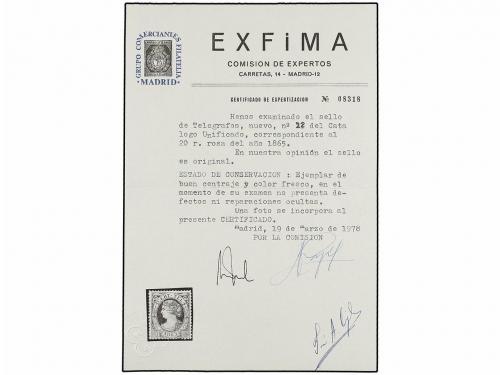 GRUPO COMERCIANTES FILATELIA
· MADRID ·
EXFiMA
COMISION DE EXPERTOS
CARRETAS, 14 - MADRID-12
CERTIFICADO DE EXPERTIZACION Nº 08318
Hemos examinado el sello
de Telegrafos, nuevo, nº 12 del Cata
logo Unificado, correspondiente al
20 r. rosa del año 1865.
En nuestra opinión el sello
es original.
ESTADO DE CONSERVACION : Ejemplar de
buen centraje y color fresco, en el
momento de su examen no presenta de-
fectos ni reparaciones ocultas.
Una foto se incorpora al
presente CERTIFICADO.
Madrid, 19 de Marzo de 1978
POR LA COMISION